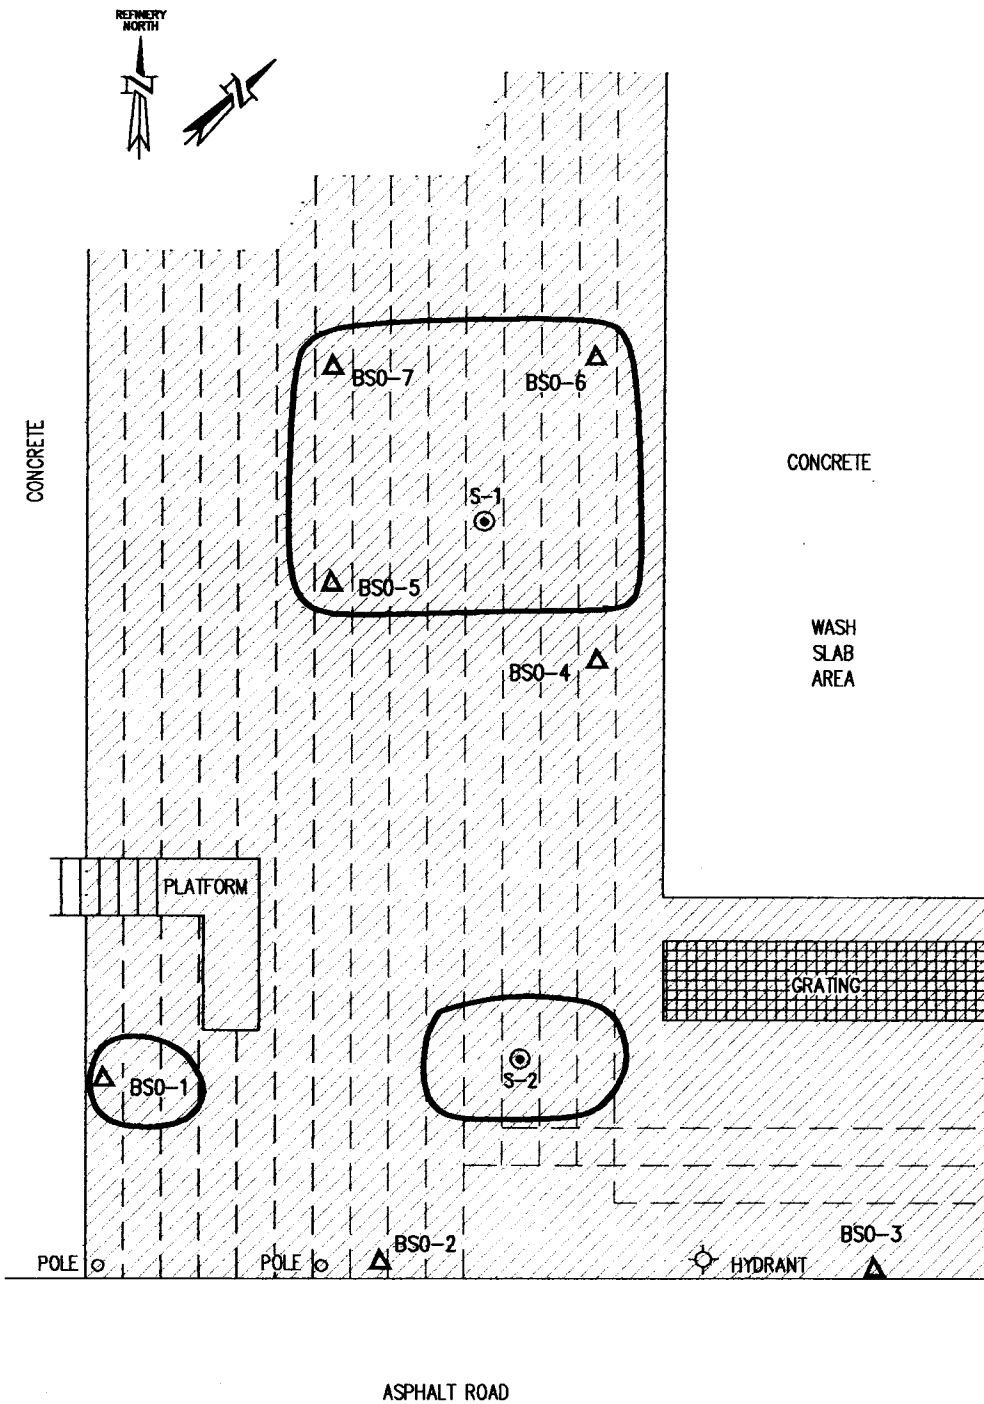 REFINERY
NORTH
N
N
BSO-7
BSO-6
CONCRETE
CONCRETE
S-1
BSO-5
WASH
SLAB
AREA
BSO-4
PLATFORM
GRATING
S-2
BSO-1
BSO-2
BSO-3
POLE
POLE
HYDRANT
ASPHALT ROAD